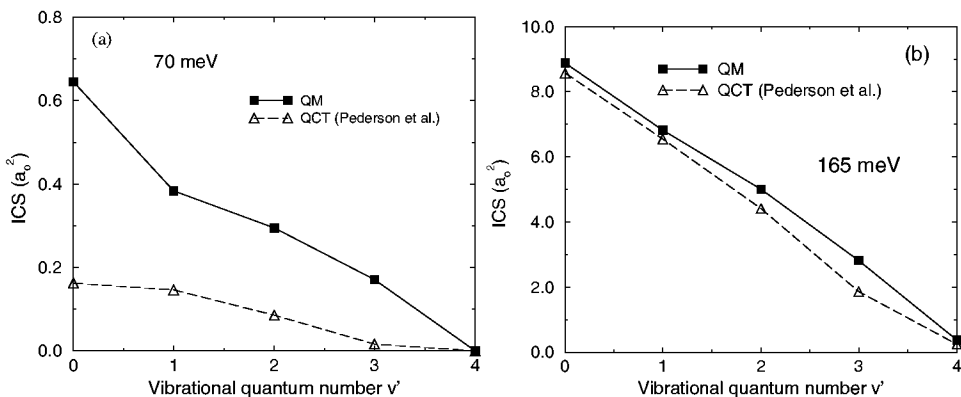 (a)
70 meV
QM
QCT (Pederson et al.)
ICS (a₀²)
0.8
0.6
0.4
0.2
0.0
0 1 2 3 4
Vibrational quantum number v'
(b)
QM
QCT (Pederson et al.)
165 meV
ICS (a₀²)
10.0
8.0
6.0
4.0
2.0
0.0
0 1 2 3 4
Vibrational quantum number v'